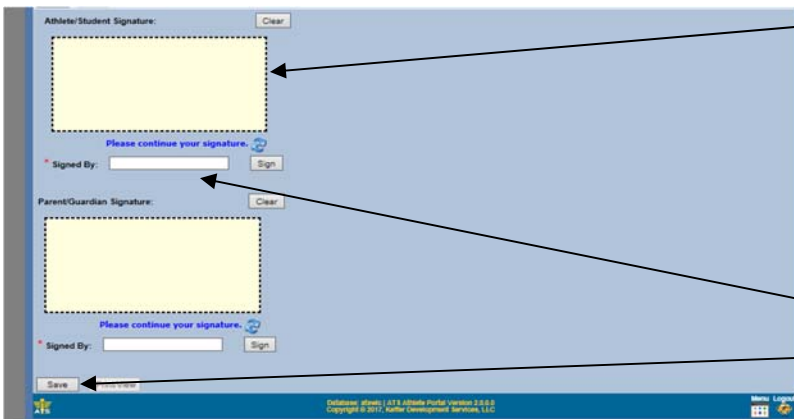 Athlete/Student Signature: Clear
Please continue your signature.
* Signed By: Sign
Parent/Guardian Signature: Clear
Please continue your signature.
* Signed By: Sign
Save
Database: | ATS Athlete Portal Version 2.0.0.0
Menu Logout
ATS Copyright © 2017, Keffer Development Services, LLC